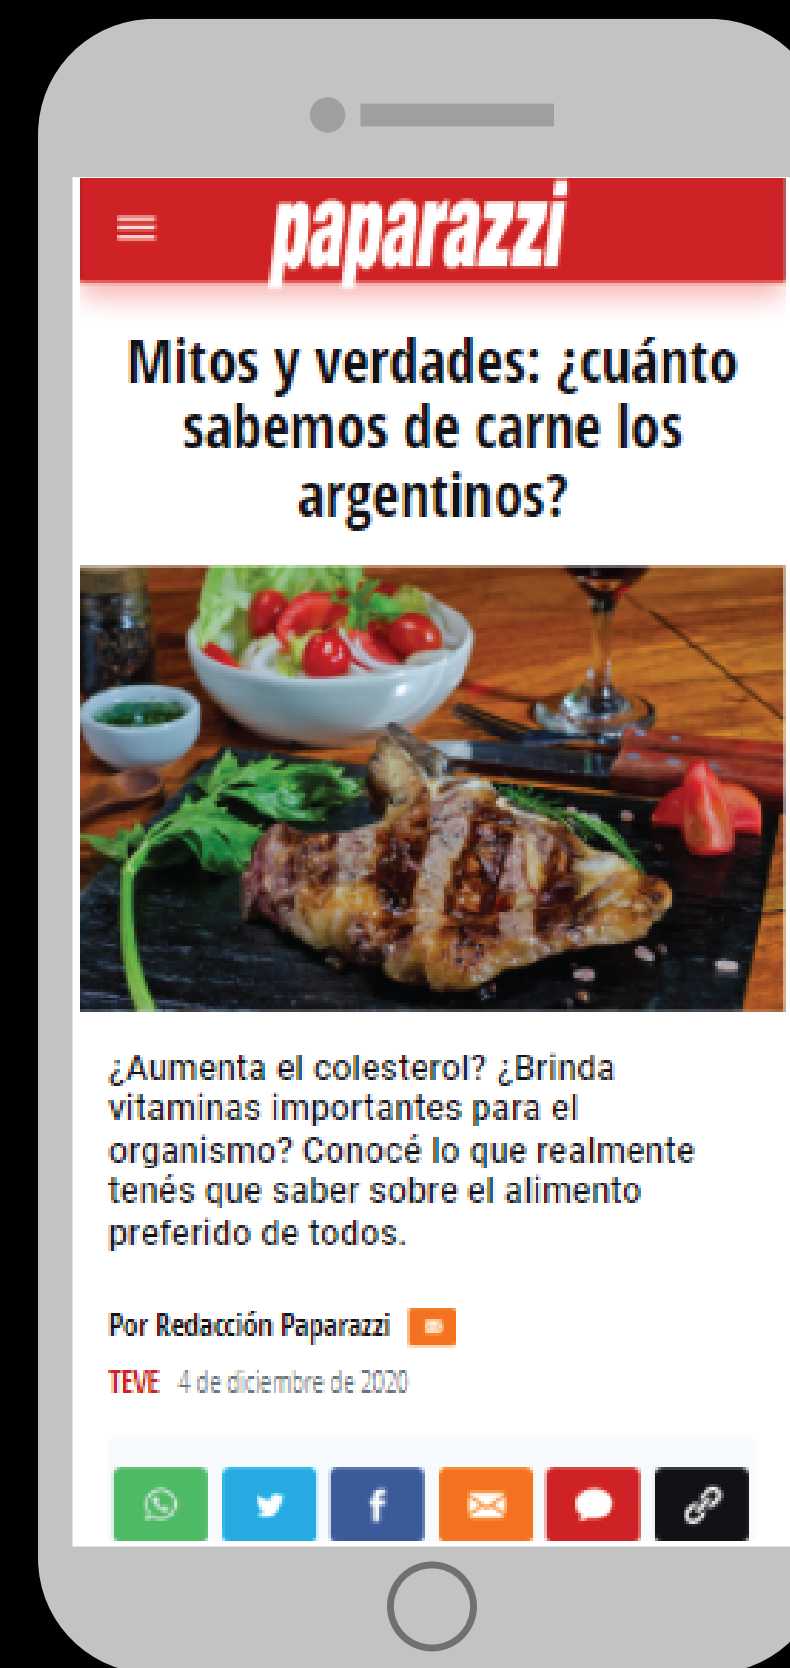 paparazzi
Mitos y verdades: ¿cuánto
sabemos de carne los
argentinos?
¿Aumenta el colesterol? ¿Brinda
vitaminas importantes para el
organismo? Conocé lo que realmente
tenés que saber sobre el alimento
preferido de todos.
Por Redacción Paparazzi
TEVE 4 de diciembre de 2020